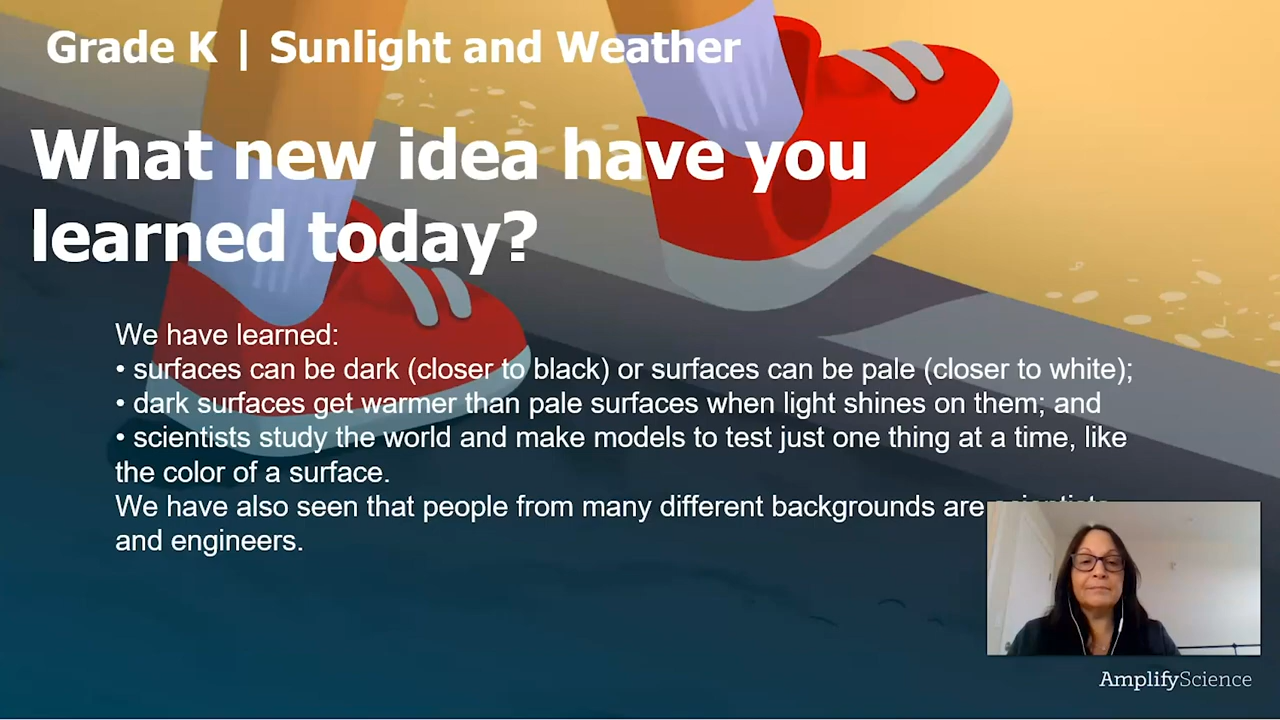 Grade K | Sunlight and Weather
What new idea have you
learned today?
We have learned:
• surfaces can be dark (closer to black) or surfaces can be pale (closer to white);
• dark surfaces get warmer than pale surfaces when light shines on them; and
• scientists study the world and make models to test just one thing at a time, like
the color of a surface.
We have also seen that people from many different backgrounds are scientists
and engineers.
AmplifyScience